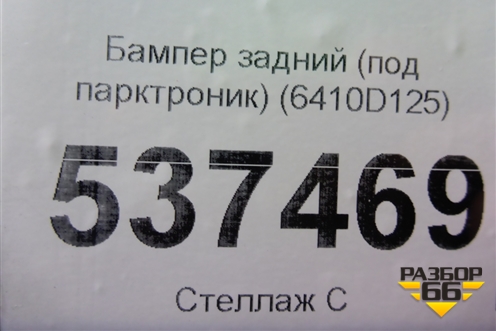 Бампер задний (под
парктроник) (6410D125)
537469
Стеллаж С
РАЗБОР
66